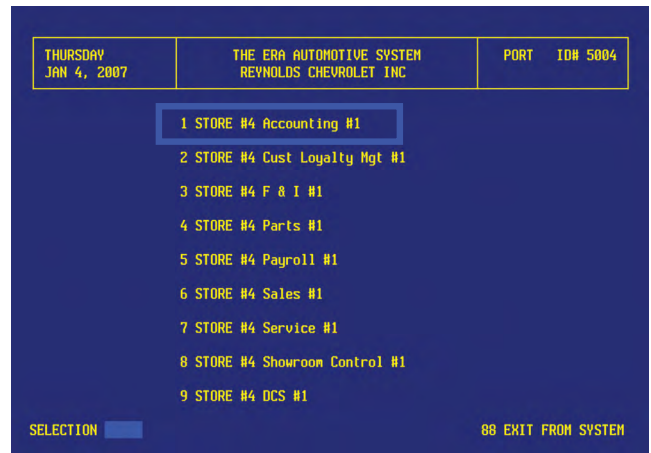 THURSDAY
JAN 4, 2007
THE ERA AUTOMOTIVE SYSTEM
REYNOLDS CHEVROLET INC
PORT ID# 5004
1 STORE #4 Accounting #1
2 STORE #4 Cust Loyalty Mgt #1
3 STORE #4 F & I #1
4 STORE #4 Parts #1
5 STORE #4 Payroll #1
6 STORE #4 Sales #1
7 STORE #4 Service #1
8 STORE #4 Showroom Control #1
9 STORE #4 DCS #1
SELECTION
88 EXIT FROM SYSTEM